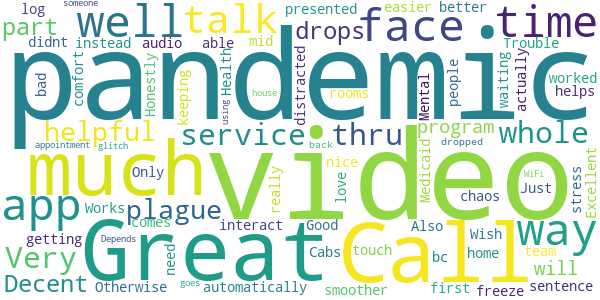 someone
log
well
talk
presented
easier
better
time
part
didnt
instead
audio
able
mid
drops
face
Trouble
pandemic
bad
comfort
Honestly
keeping
Health
using
distracted
house
rooms
Mental
people
waiting
actually
worked
helps
helpful
service
thru
program
whole
appointment
glitch
back
dropped
much
video
Only
really
nice
love
Medicaid
chaos
WiFi
Just
stress
Excellent
app
Works
plague
comes
interact
Good
Also
Wish
way
Great
Call
very
getting
Depends
need
Cabs
touch
bc
home
team
will
Decent
Otherwise
goes
automatically
smoother
first
freeze
sentence